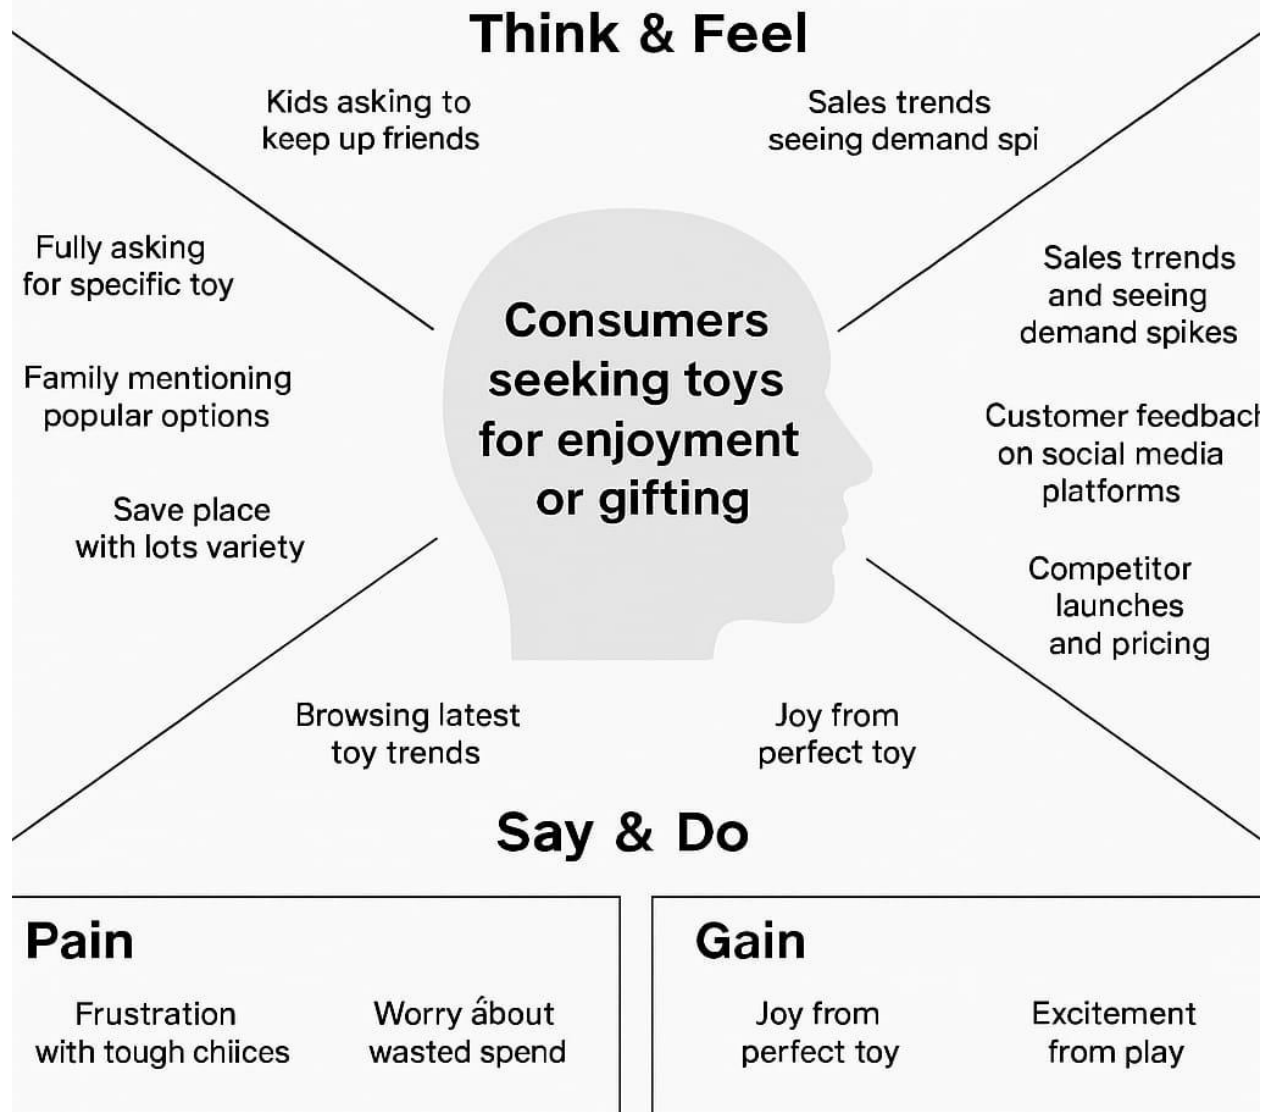 Think & Feel
Kids asking to
keep up friends
Sales trends
seeing demand spi
Fully asking
for specific toy
Family mentioning
popular options
Save place
with lots variety
Consumers
seeking toys
for enjoyment
or gifting
Sales trrends
and seeing
demand spikes
Customer feedbach
on social media
platforms
Competitor
launches
and pricing
Browsing latest
toy trends
Joy from
perfect toy
Say & Do
Pain
Frustration
with tough chiices
Worry ábout
wasted spend
Gain
Joy from
perfect toy
Excitement
from play